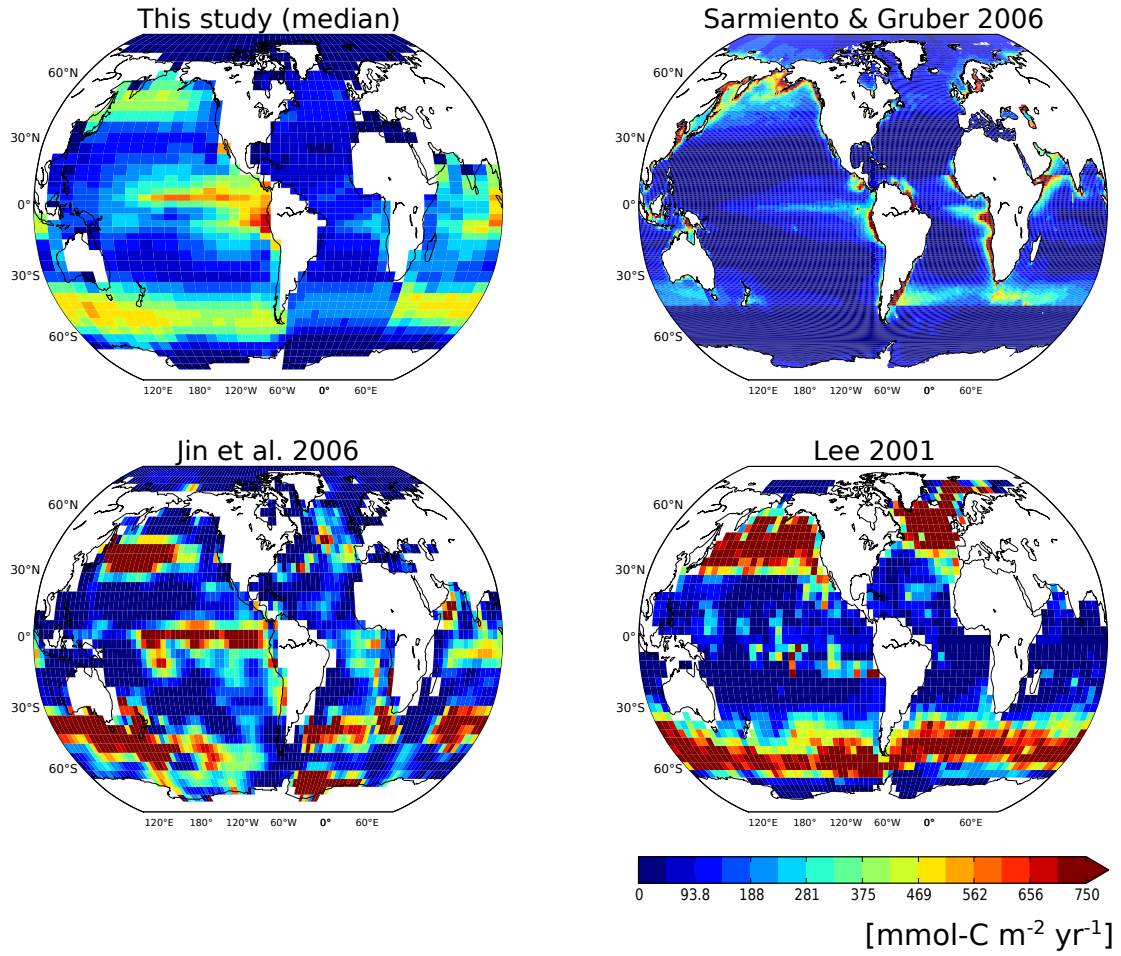 This study (median)
Sarmiento & Gruber 2006
60°N
30°N
0°
30°S
60°S
120°E 180° 120°W 60°W 0° 60°E
60°N
30°N
0°
30°S
60°S
120°E 180° 120°W 60°W 0° 60°E
Jin et al. 2006
Lee 2001
60°N
30°N
0°
30°S
60°S
120°E 180° 120°W 60°W 0° 60°E
60°N
30°N
0°
30°S
60°S
120°E 180° 120°W 60°W 0° 60°E
0 93.8 188 281 375 469 562 656 750
[mmol-C m⁻² yr⁻¹]